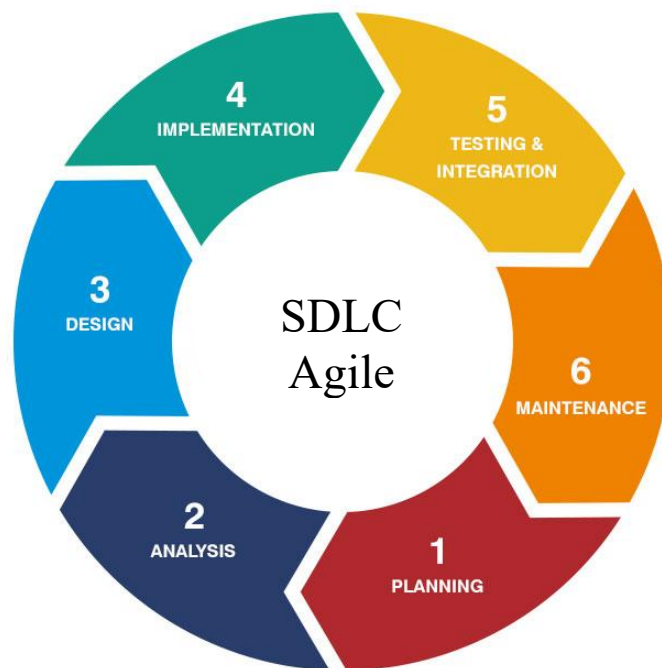 4
IMPLEMENTATION
5
TESTING &
INTEGRATION
3
DESIGN
SDLC
Agile
6
MAINTENANCE
2
ANALYSIS
1
PLANNING